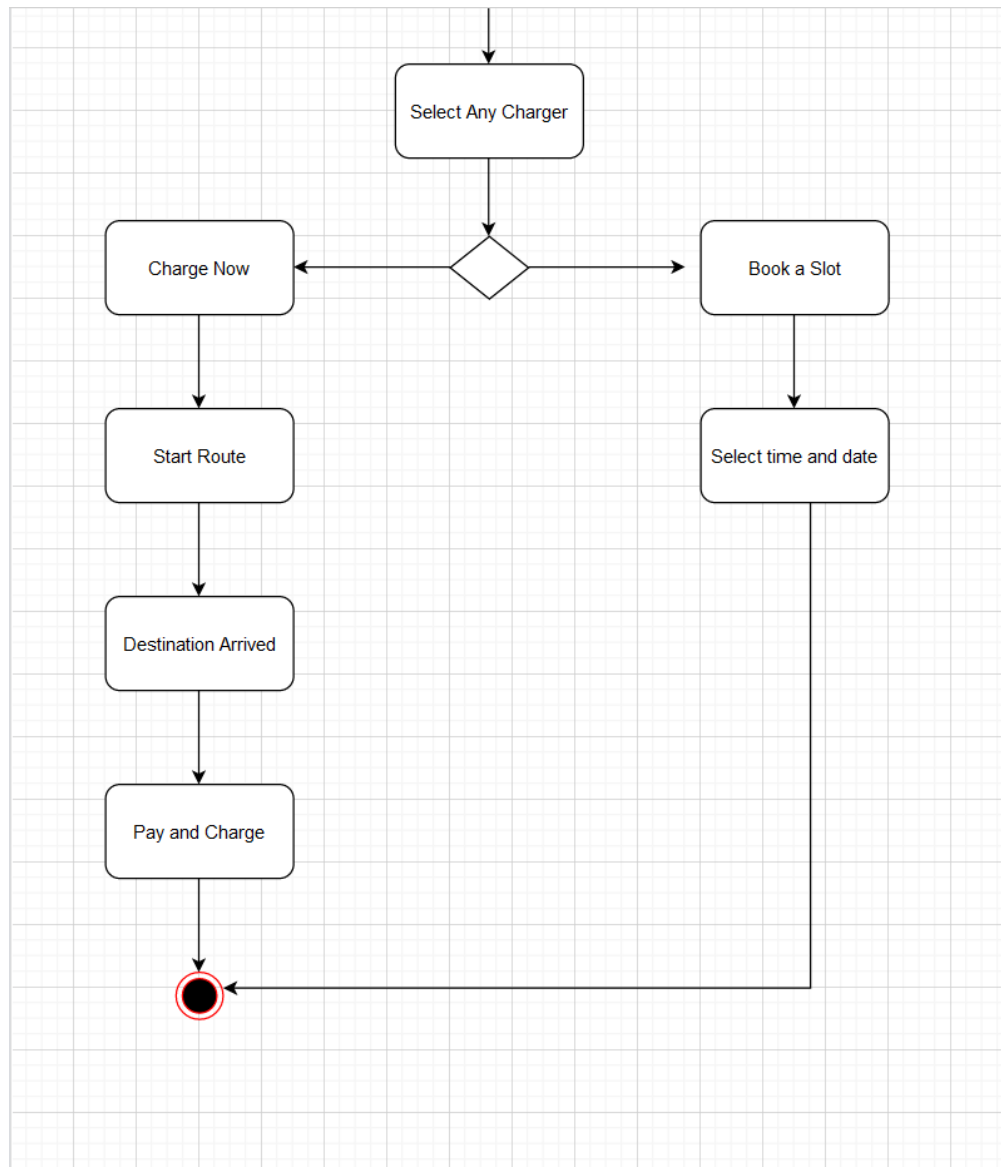 Select Any Charger
Charge Now
Book a Slot
Start Route
Select time and date
Destination Arrived
Pay and Charge